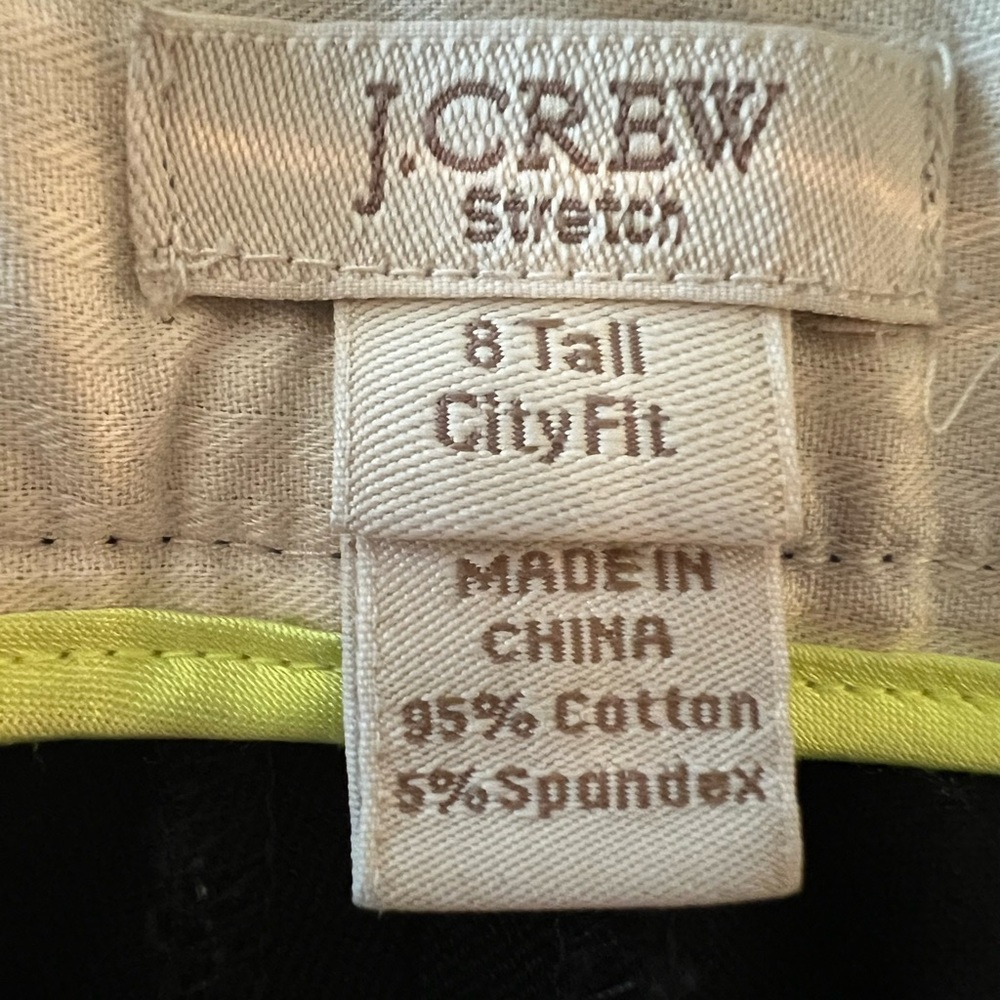 J.CREW
Stretch
8 Tall
City Fit
MADE IN
CHINA
95% Cotton
5% Spandex